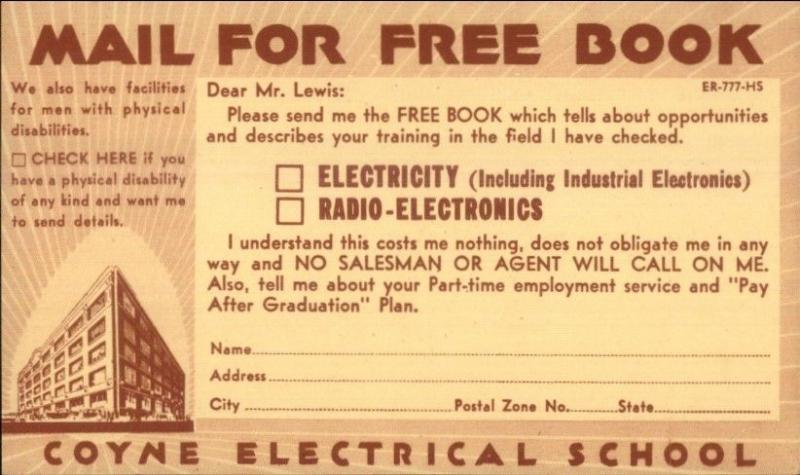 MAIL FOR FREE BOOK
We also have facilities
for men with physical
disabilities.
☐ CHECK HERE if you
have a physical disability
of any kind and want me
to send details.
Dear Mr. Lewis:
ER-777-HS
Please send me the FREE BOOK which tells about opportunities
and describes your training in the field I have checked.
☐ ELECTRICITY (Including Industrial Electronics)
☐ RADIO-ELECTRONICS
I understand this costs me nothing, does not obligate me in any
way and NO SALESMAN OR AGENT WILL CALL ON ME.
Also, tell me about your Part-time employment service and "Pay
After Graduation" Plan.
Name
Address
City Postal Zone No. State
COYNE ELECTRICAL SCHOOL